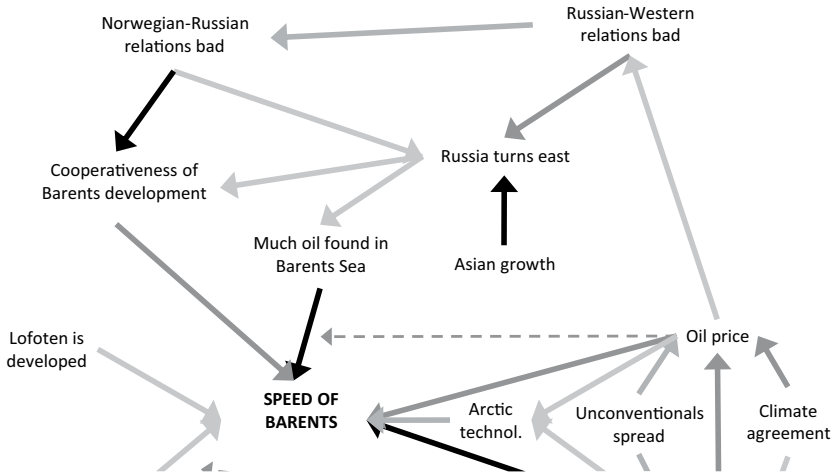 Norwegian-Russian
relations bad
Russian-Western
relations bad
Cooperativeness of
Barents development
Russia turns east
Much oil found in
Barents Sea
Asian growth
Lofoten is
developed
Oil price
SPEED OF
BARENTS
Arctic
technol.
Unconventionals
spread
Climate
agreement